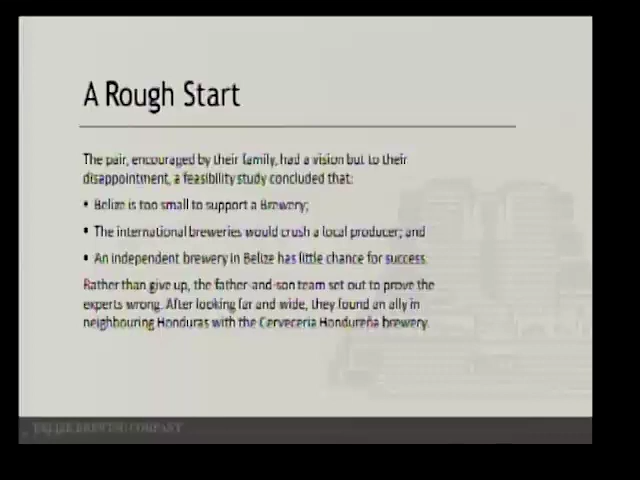 A Rough Start
The pair, encouraged by their family, had a vision but to their
disappointment, a feasibility study concluded that:
• Belize is too small to support a Brewery;
• The international breweries would crush a local producer; and
• An independent brewery in Belize has little chance for success.
Rather than give up, the father-and-son team set out to prove the
experts wrong. After looking far and wide, they found an ally in
neighbouring Honduras with the Cerveceria Hondureña brewery.
BELIZE BREWING COMPANY